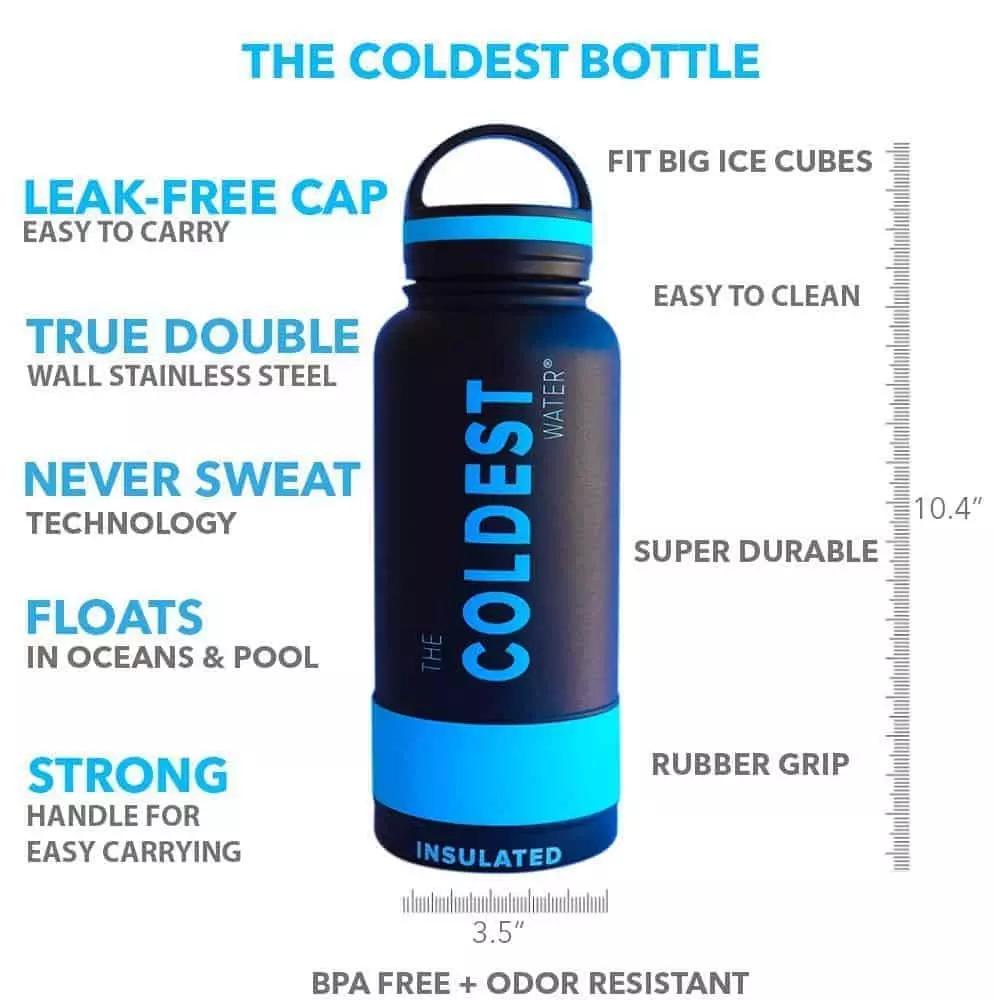 THE COLDEST BOTTLE
LEAK-FREE CAP
EASY TO CARRY
TRUE DOUBLE
WALL STAINLESS STEEL
NEVER SWEAT
TECHNOLOGY
FLOATS
IN OCEANS & POOL
STRONG
HANDLE FOR
EASY CARRYING
THE
COLDEST
WATER®
INSULATED
FIT BIG ICE CUBES
EASY TO CLEAN
SUPER DURABLE
RUBBER GRIP
10.4”
3.5”
BPA FREE + ODOR RESISTANT